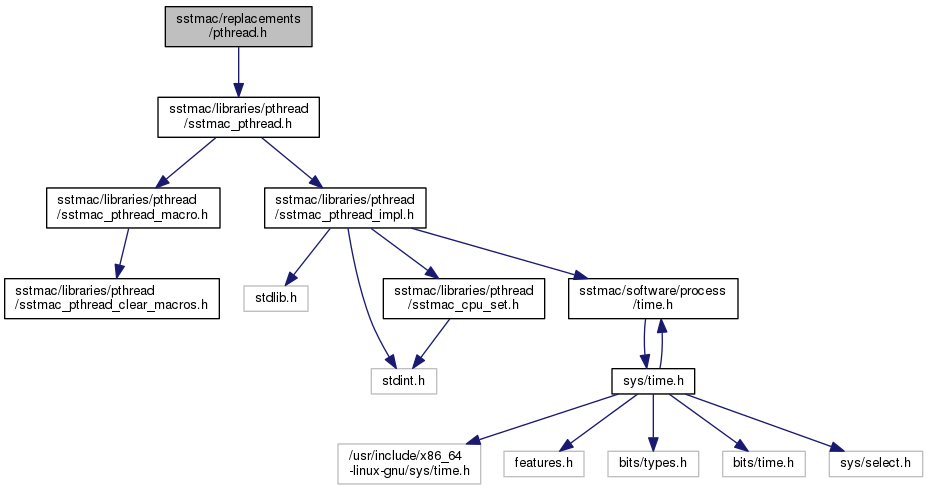 sstmac/replacements
/pthread.h
sstmac/libraries/pthread
/sstmac_pthread.h
sstmac/libraries/pthread
/sstmac_pthread_macro.h
sstmac/libraries/pthread
/sstmac_pthread_impl.h
sstmac/libraries/pthread
/sstmac_pthread_clear_macros.h
stdlib.h
sstmac/libraries/pthread
/sstmac_cpu_set.h
sstmac/software/process
/time.h
stdint.h
sys/time.h
/usr/include/x86_64
-linux-gnu/sys/time.h
features.h
bits/types.h
bits/time.h
sys/select.h